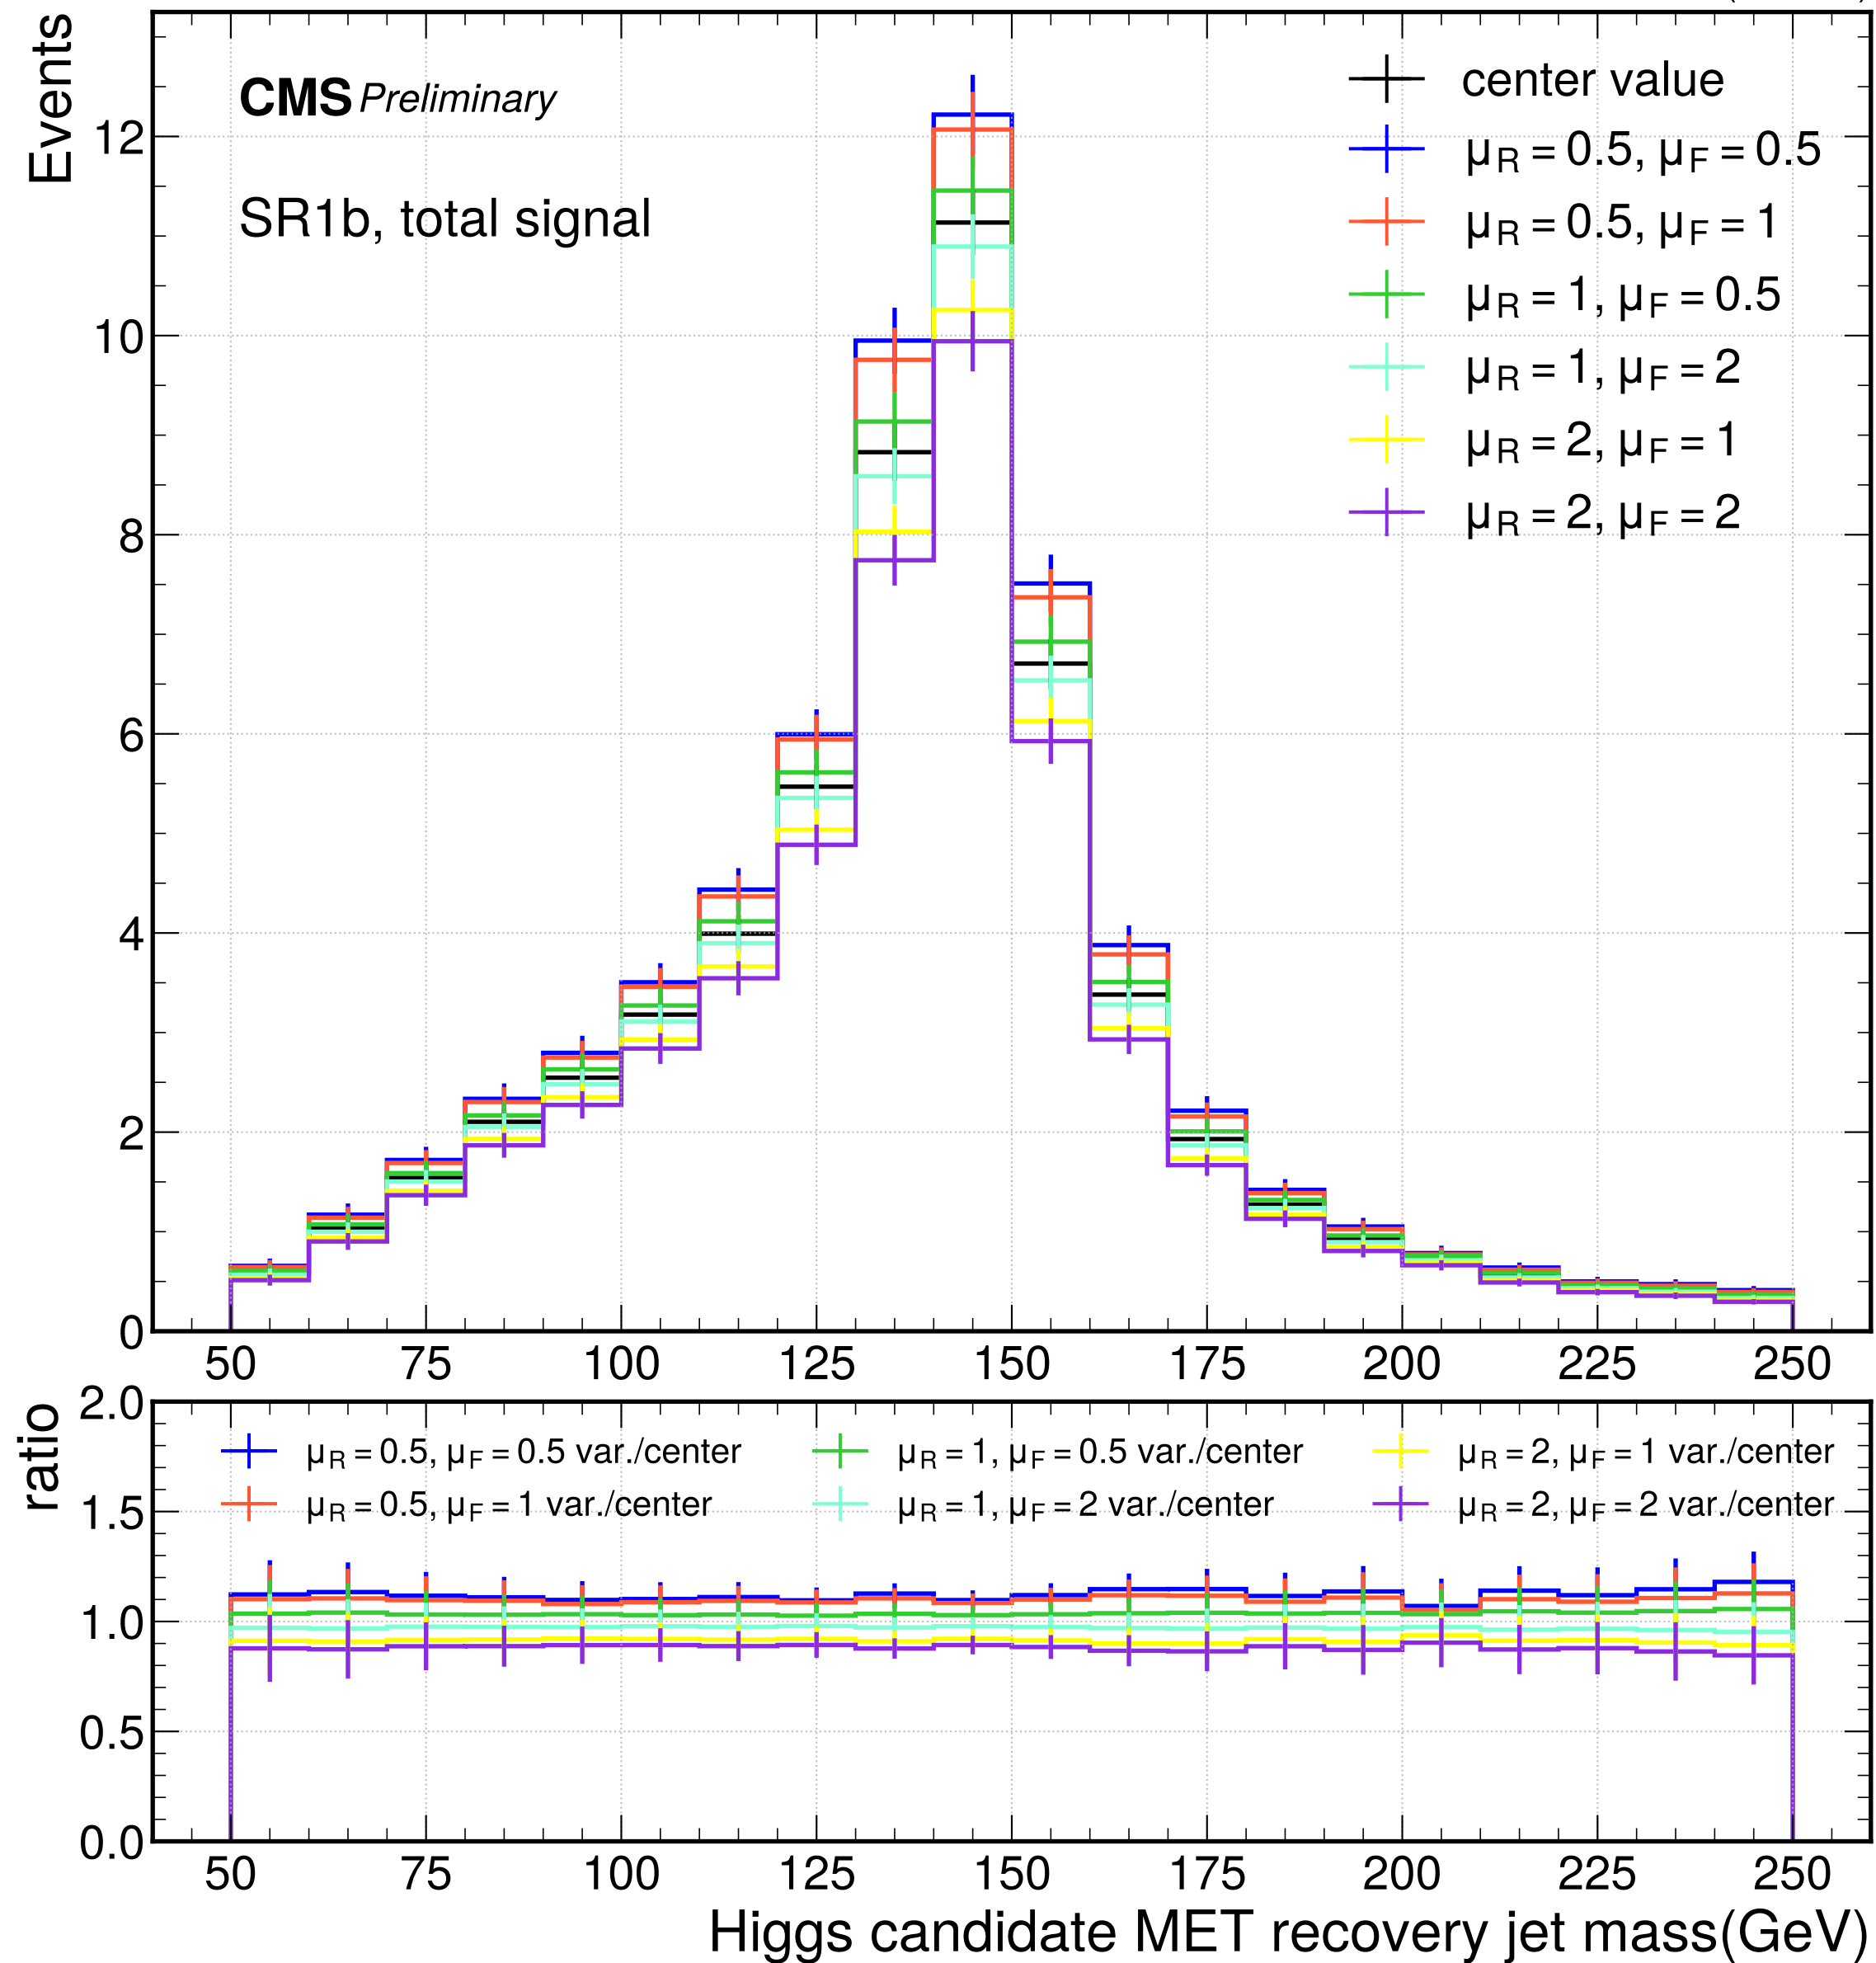 Events
CMS Preliminary
SR1b, total signal
center value
μR = 0.5, μF = 0.5
μR = 0.5, μF = 1
μR = 1, μF = 0.5
μR = 1, μF = 2
μR = 2, μF = 1
μR = 2, μF = 2
12
10
8
6
4
2
0
50 75 100 125 150 175 200 225 250
ratio
μR = 0.5, μF = 0.5 var./center
μR = 0.5, μF = 1 var./center
μR = 1, μF = 0.5 var./center
μR = 1, μF = 2 var./center
μR = 2, μF = 1 var./center
μR = 2, μF = 2 var./center
2.0
1.5
1.0
0.5
0.0
50 75 100 125 150 175 200 225 250
Higgs candidate MET recovery jet mass(GeV)